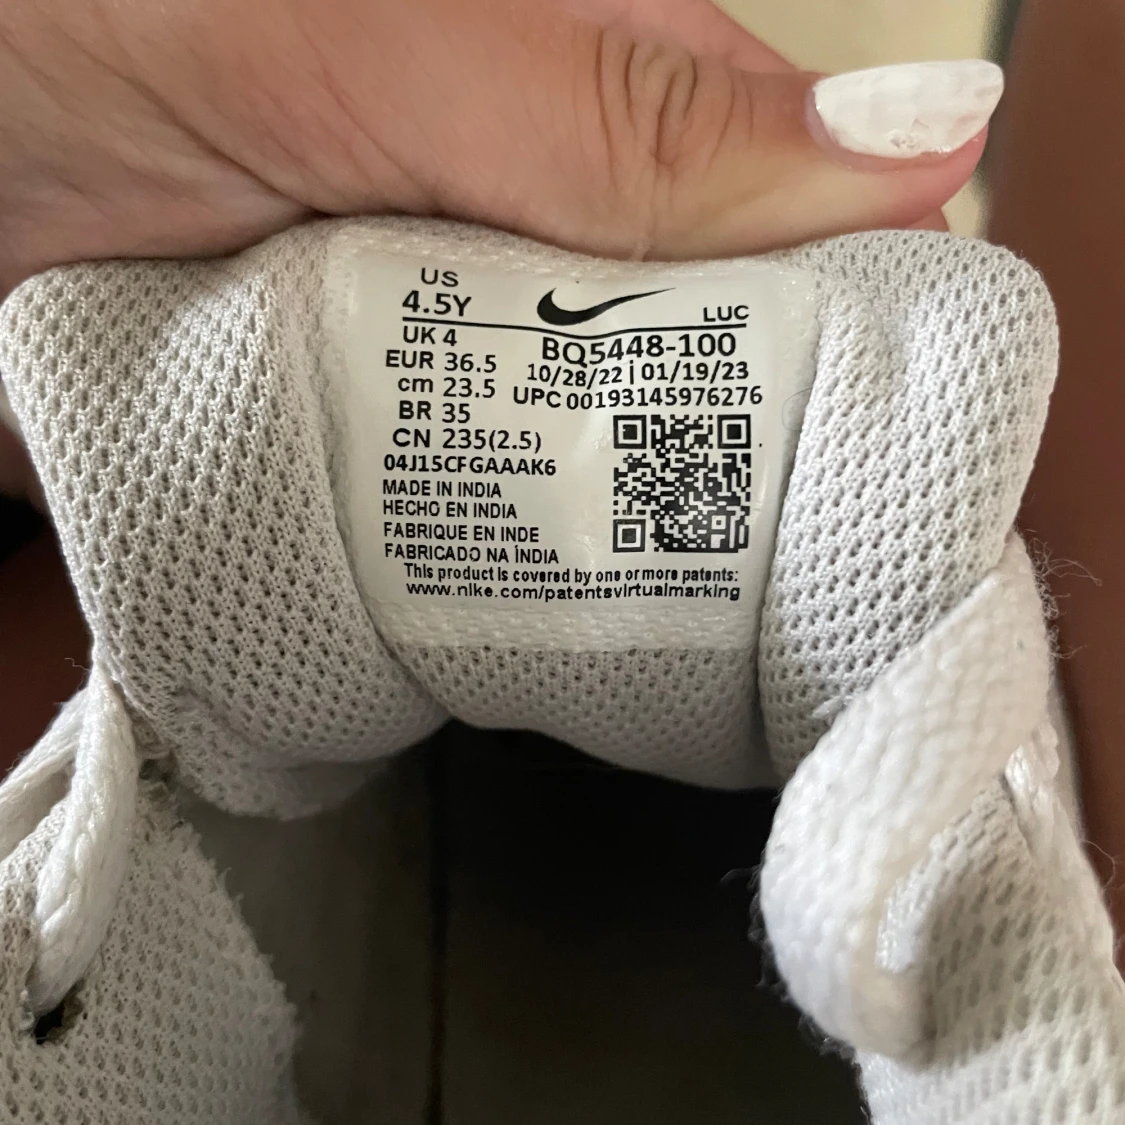 US
4.5Y
LUC
UK 4
BQ5448-100
EUR 36.5
10/28/22 | 01/19/23
cm 23.5
UPC 00193145976276
BR 35
CN 235(2.5)
04J15CFGAAAK6
MADE IN INDIA
HECHO EN INDIA
FABRIQUE EN INDE
FABRICADO NA ÍNDIA
This product is covered by one or more patents:
www.nike.com/patentsvirtualmarking